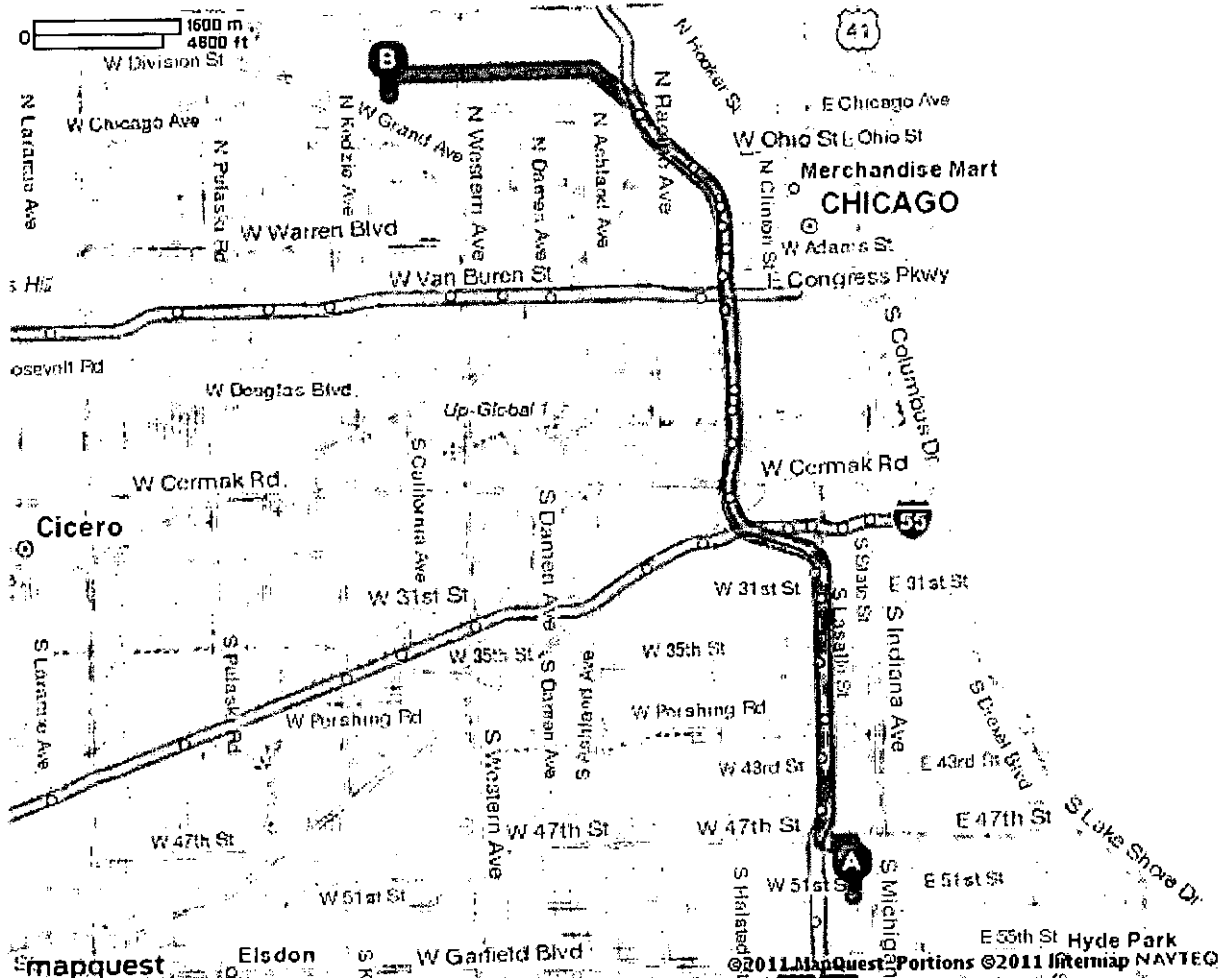 0
1600 m
4800 ft
B
41
W Division St
N Hooker St
N Laramie Ave
W Chicago Ave
N Pulaski Rd
N Kedzie Ave
W Grand Ave
N Western Ave
N Damen Ave
N Ashland Ave
N Racine Ave
E Chicago Ave
W Ohio St
E Ohio St
Merchandise Mart
N Clinton St
CHICAGO
W Warren Blvd
W Adams St
W Van Buren St
E Congress Pkwy
S Columbus Dr
osevelt Rd
W Douglas Blvd
Up-Global 1
S California Ave
W Cermak Rd
W Cermak Rd
Cicero
55
S Damen Ave
W 31st St
W 31st St
S State St
E 31st St
S Lasalle St
S Indiana Ave
S Laramie Ave
S Pulaski Rd
W 35th St
S Damen Ave
S Ashland Ave
W 35th St
S Drexel Blvd
W Pershing Rd
W Pershing Rd
S Western Ave
W 43rd St
E 43rd St
W 47th St
W 47th St
W 47th St
E 47th St
S Lake Shore Dr
A
W 51st St
S Halsted
W 51st S
S Michigan
E 51st St
mapquest
Elsdon
S K
W Garfield Blvd
E 55th St
Hyde Park
©2011 MapQuest Portions ©2011 Intermap NAVTEQ